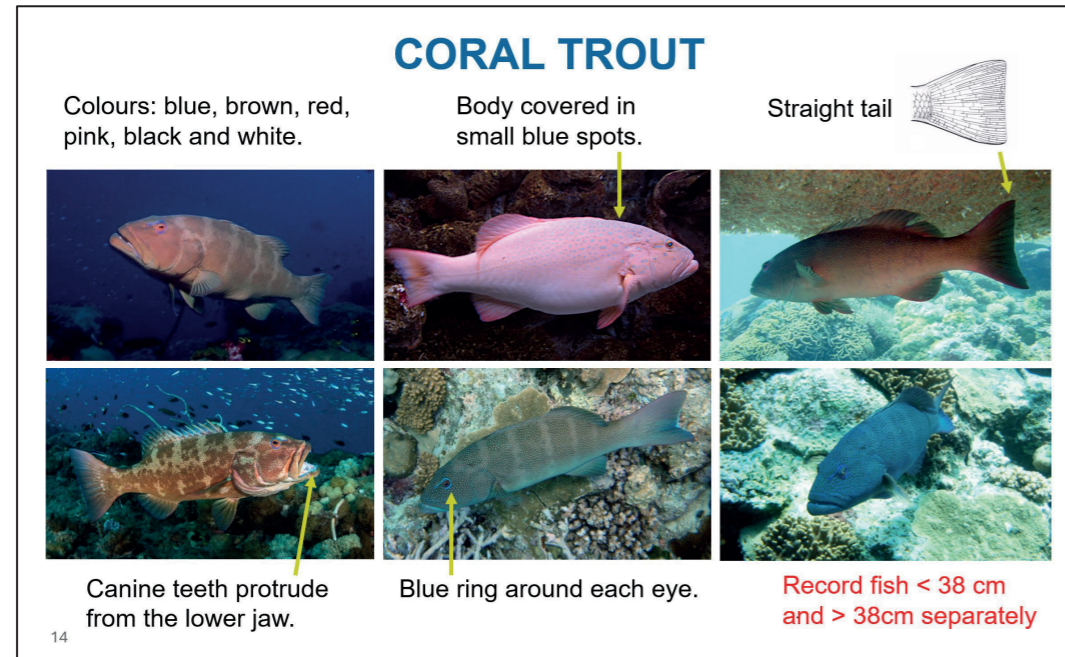 CORAL TROUT
Colours: blue, brown, red,
pink, black and white.
Body covered in
small blue spots.
Straight tail
Canine teeth protrude
from the lower jaw.
Blue ring around each eye.
Record fish < 38 cm
and > 38cm separately
14